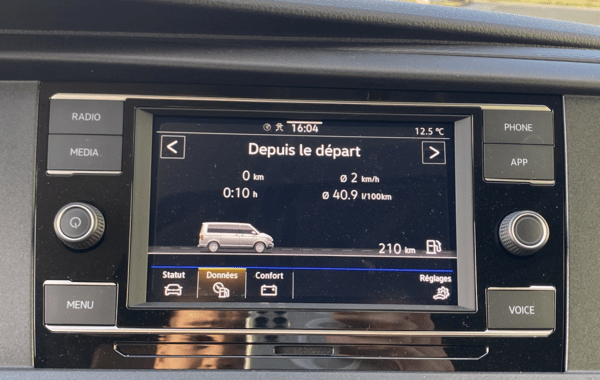 RADIO
MEDIA
MENU
16:04
12.5 °C
<
Depuis le départ
>
0 km
Ø 2 km/h
0:10 h
Ø 40.9 l/100km
210 km
Statut
Données
Confort
Réglages
PHONE
APP
VOICE